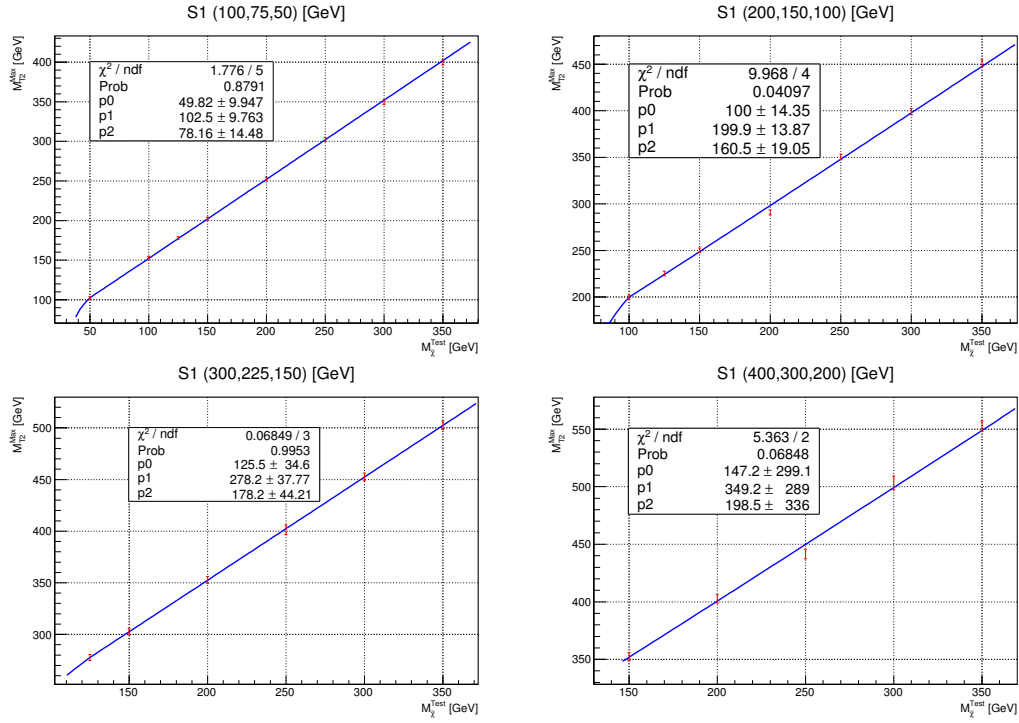 S1 (100,75,50) [GeV]
M_T2^Max [GeV]
χ² / ndf 1.776 / 5
Prob 0.8791
p0 49.82 ± 9.947
p1 102.5 ± 9.763
p2 78.16 ± 14.48
400
350
300
250
200
150
100
50 100 150 200 250 300 350
M_χ̃^Test [GeV]
S1 (200,150,100) [GeV]
M_T2^Max [GeV]
χ² / ndf 9.968 / 4
Prob 0.04097
p0 100 ± 14.35
p1 199.9 ± 13.87
p2 160.5 ± 19.05
450
400
350
300
250
200
100 150 200 250 300 350
M_χ̃^Test [GeV]
S1 (300,225,150) [GeV]
M_T2^Max [GeV]
χ² / ndf 0.06849 / 3
Prob 0.9953
p0 125.5 ± 34.6
p1 278.2 ± 37.77
p2 178.2 ± 44.21
500
450
400
350
300
150 200 250 300 350
M_χ̃^Test [GeV]
S1 (400,300,200) [GeV]
M_T2^Max [GeV]
χ² / ndf 5.363 / 2
Prob 0.06848
p0 147.2 ± 299.1
p1 349.2 ± 289
p2 198.5 ± 336
550
500
450
400
350
150 200 250 300 350
M_χ̃^Test [GeV]